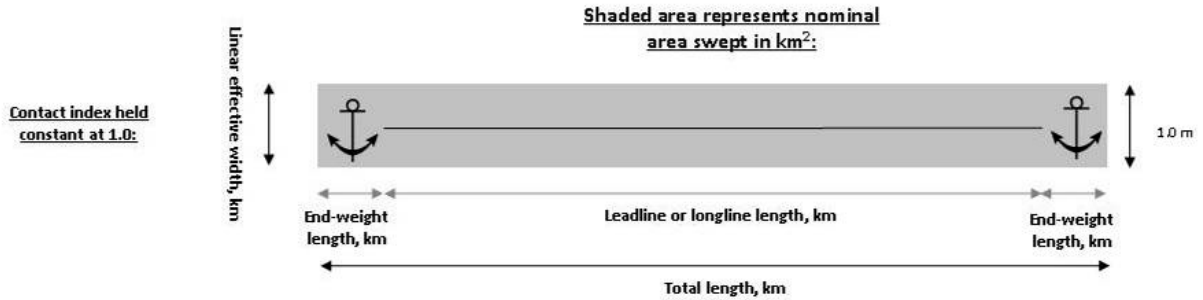 Shaded area represents nominal
area swept in km²:
Linear effective
width, km
Contact index held
constant at 1.0:
1.0 m
End-weight
length, km
Leadline or longline length, km
End-weight
length, km
Total length, km